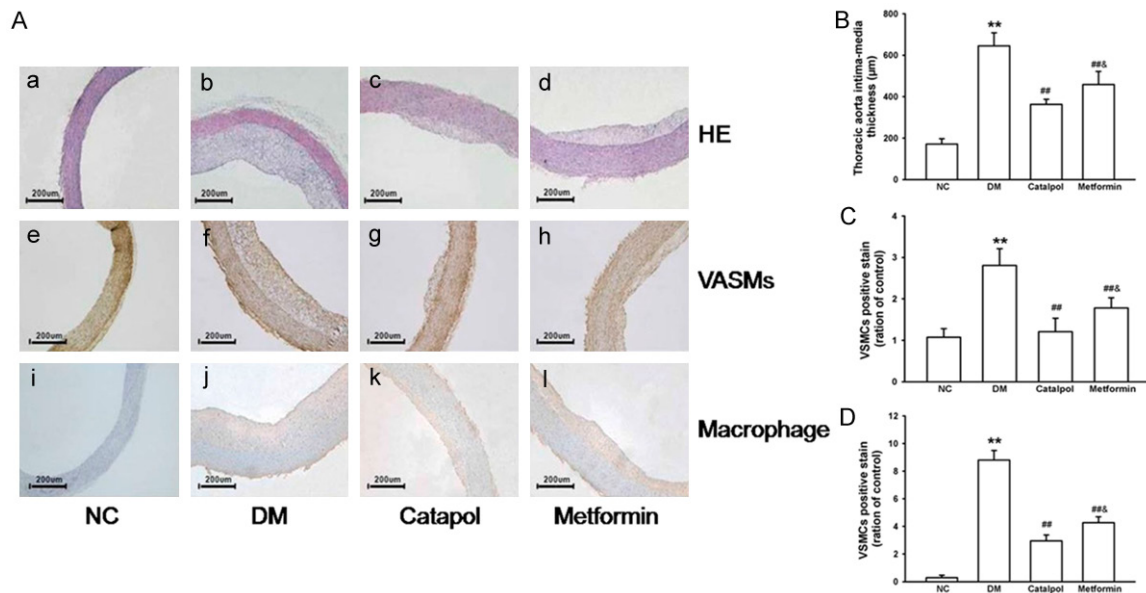 A
a
b
c
d
200um
200um
200um
200um
HE
e
f
g
h
200um
200um
200um
200um
VASMs
i
j
k
l
200um
200um
200um
200um
Macrophage
NC
DM
Catapol
Metformin
B
Thoracic aorta intima-media
thickness (μm)
800
600
400
200
0
**
##
##&
NC
DM
Catalpol
Metformin
C
VSMCs positive stain
(ration of control)
4
3
2
1
0
**
##
##&
NC
DM
Catalpol
Metformin
D
VSMCs positive stain
(ration of control)
12
10
8
6
4
2
0
**
##
##&
NC
DM
Catalpol
Metformin